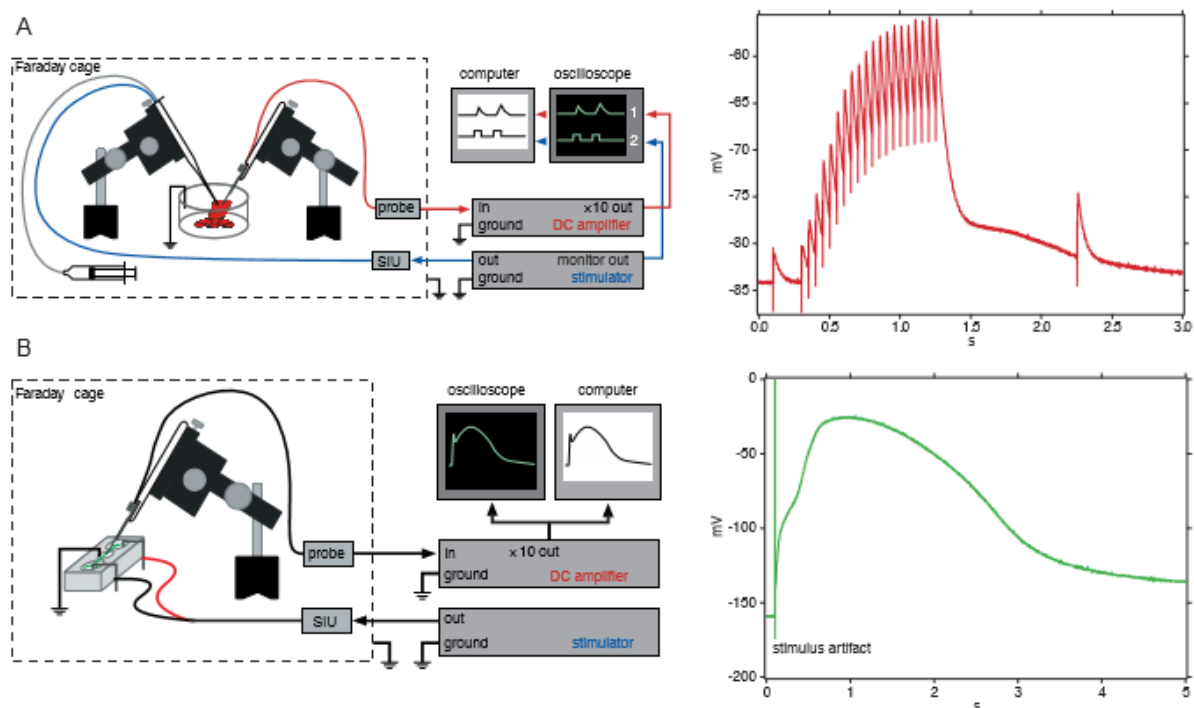 A
Faraday cage
computer
oscilloscope
1
2
probe
in
×10 out
ground
DC amplifier
SIU
out
monitor out
ground
stimulator
-60
-65
-70
-75
-80
-85
mV
0.0
0.5
1.0
1.5
2.0
2.5
3.0
s
B
Faraday cage
oscilloscope
computer
probe
in
×10 out
ground
DC amplifier
SIU
out
ground
stimulator
0
-50
-100
-150
-200
mV
stimulus artifact
0
1
2
3
4
5
s